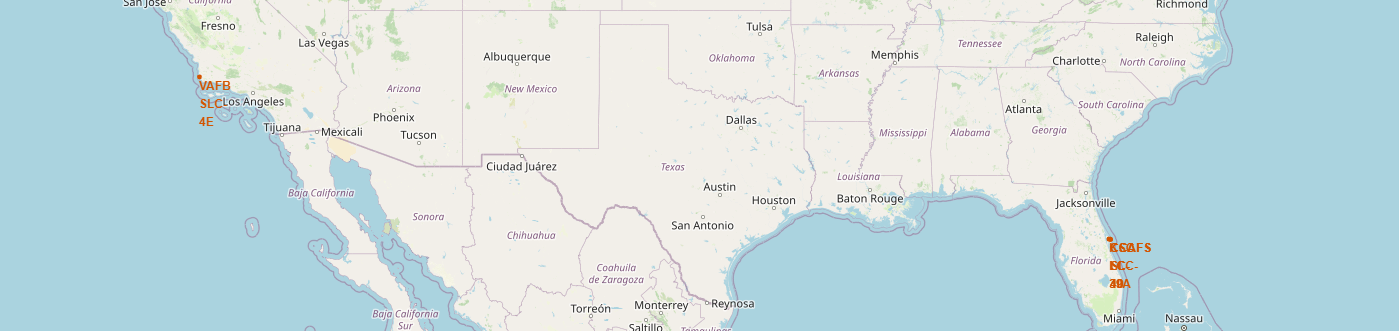 San José
California
Richmond
Fresno
Tulsa
Raleigh
Las Vegas
Tennessee
Memphis
Albuquerque
Oklahoma
Charlotte
North Carolina
Arkansas
VAFB
SLC
4E
Arizona
New Mexico
Los Angeles
South Carolina
Atlanta
Phoenix
Dallas
Tijuana
Mexicali
Tucson
Mississippi
Alabama
Georgia
Ciudad Juárez
Texas
Louisiana
Baja California
Austin
Houston
Baton Rouge
Jacksonville
Sonora
San Antonio
Chihuahua
Florida
Coahuila
de Zaragoza
Torreón
Monterrey
Reynosa
Baja California
Sur
Saltillo
Tamaulipas
Miami
Nassau